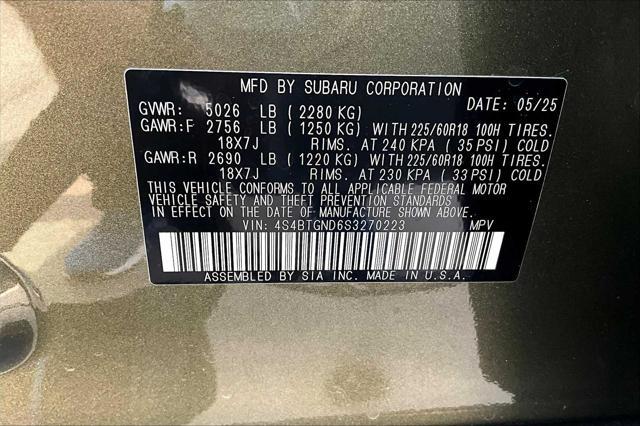 MFD BY SUBARU CORPORATION
GVWR: 5026 LB ( 2280 KG) DATE: 05/25
GAWR:F 2756 LB ( 1250 KG) WITH 225/60R18 100H TIRES.
18X7J RIMS. AT 240 KPA ( 35 PSI) COLD
GAWR:R 2690 LB ( 1220 KG) WITH 225/60R18 100H TIRES.
18X7J RIMS. AT 230 KPA ( 33 PSI) COLD
THIS VEHICLE CONFORMS TO ALL APPLICABLE FEDERAL MOTOR
VEHICLE SAFETY AND THEFT PREVENTION STANDARDS
IN EFFECT ON THE DATE OF MANUFACTURE SHOWN ABOVE.
VIN: 4S4BTGND6S3270223 MPV
ASSEMBLED BY SIA INC. MADE IN U.S.A.